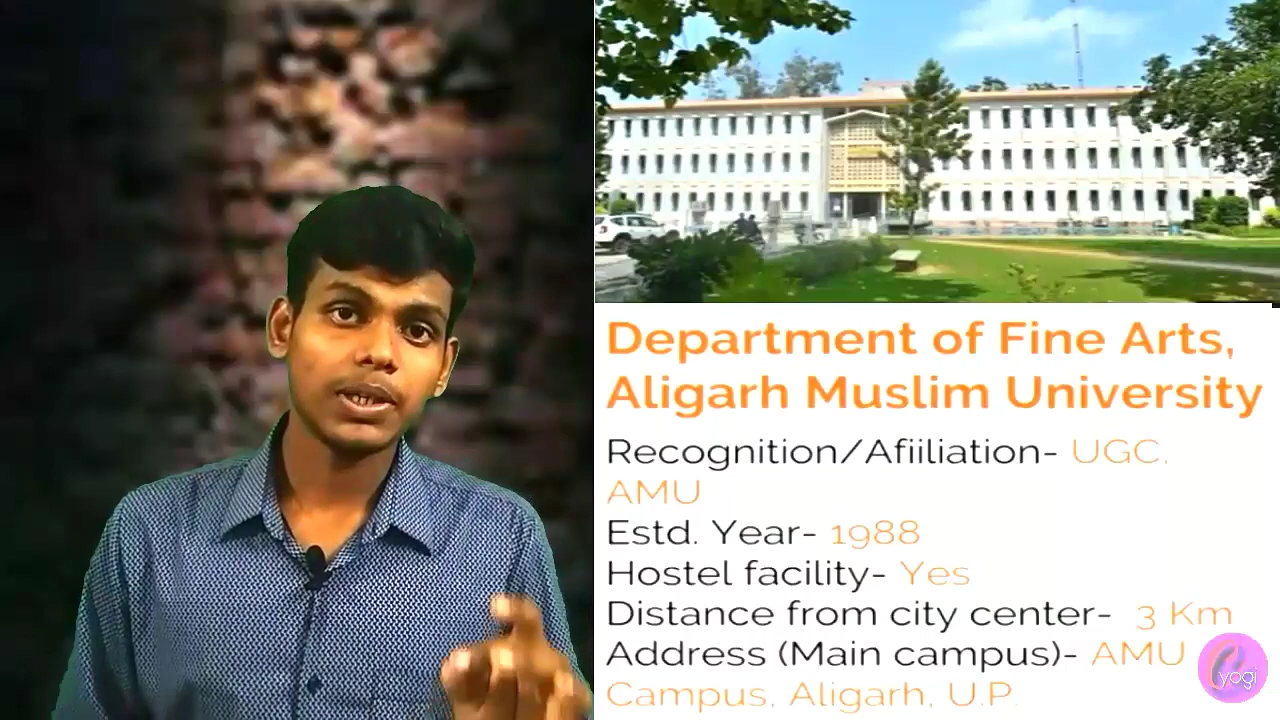 Department of Fine Arts,
Aligarh Muslim University
Recognition/Afiiliation- UGC,
AMU
Estd. Year- 1988
Hostel facility- Yes
Distance from city center- 3 Km
Address (Main campus)- AMU
Campus, Aligarh, U.P.
yogi